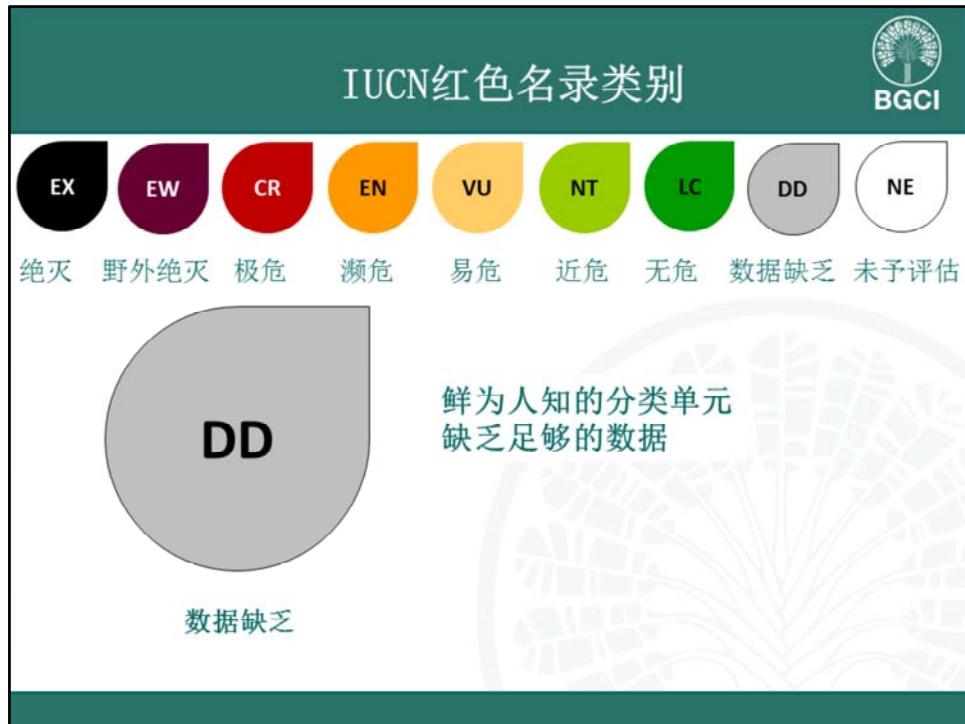 IUCN红色名录类别
BGCI
EX EW CR EN VU NT LC DD NE
绝灭 野外绝灭 极危 濒危 易危 近危 无危 数据缺乏 未予评估
DD
鲜为人知的分类单元
缺乏足够的数据
数据缺乏